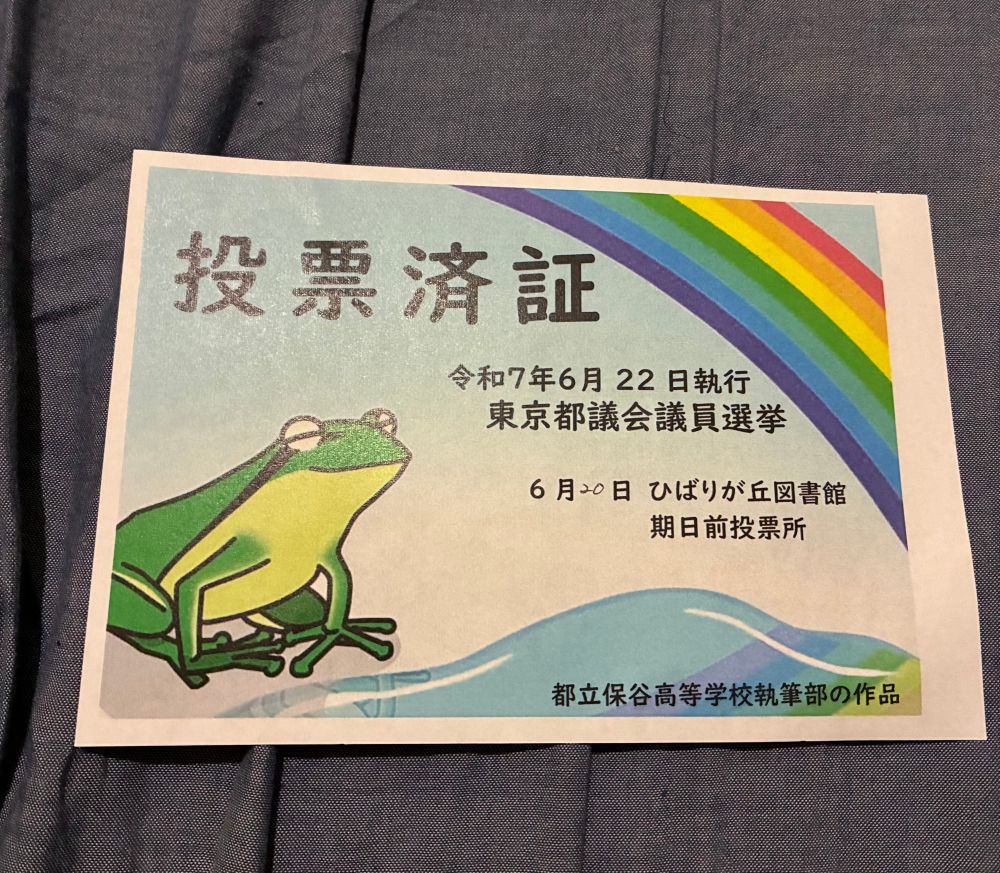 投票済証
令和7年6月 22 日執行
東京都議会議員選挙
6 月20日 ひばりが丘図書館
期日前投票所
都立保谷高等学校執筆部の作品